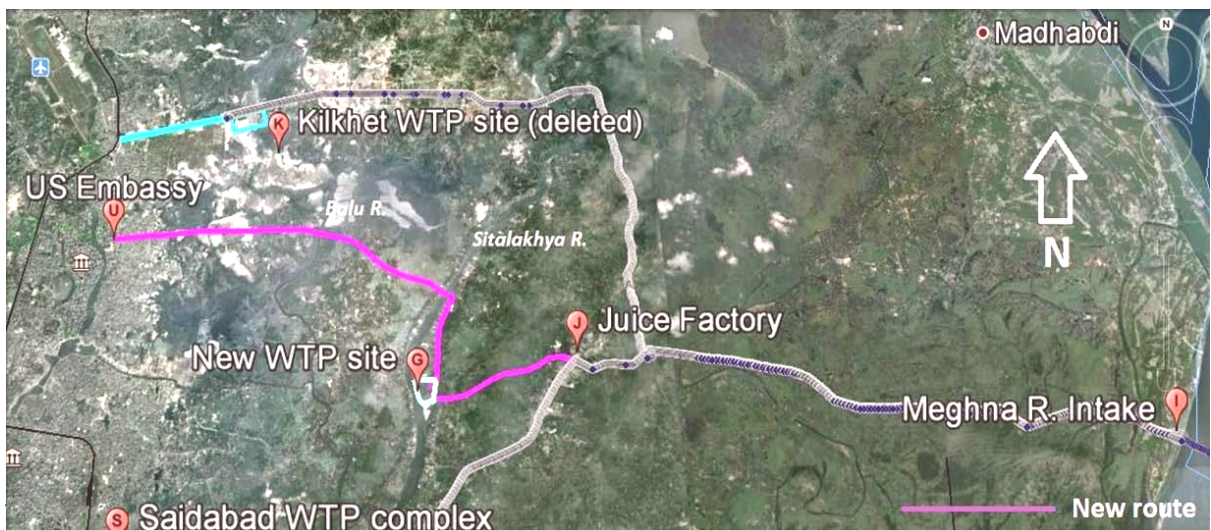 Madhabdi
N
K
Kilkhet WTP site (deleted)
US Embassy
U
Balu R.
Sitàlakhya R.
N
J
Juice Factory
New WTP site
G
Meghna R. Intake
I
S
Saidabad WTP complex
New route